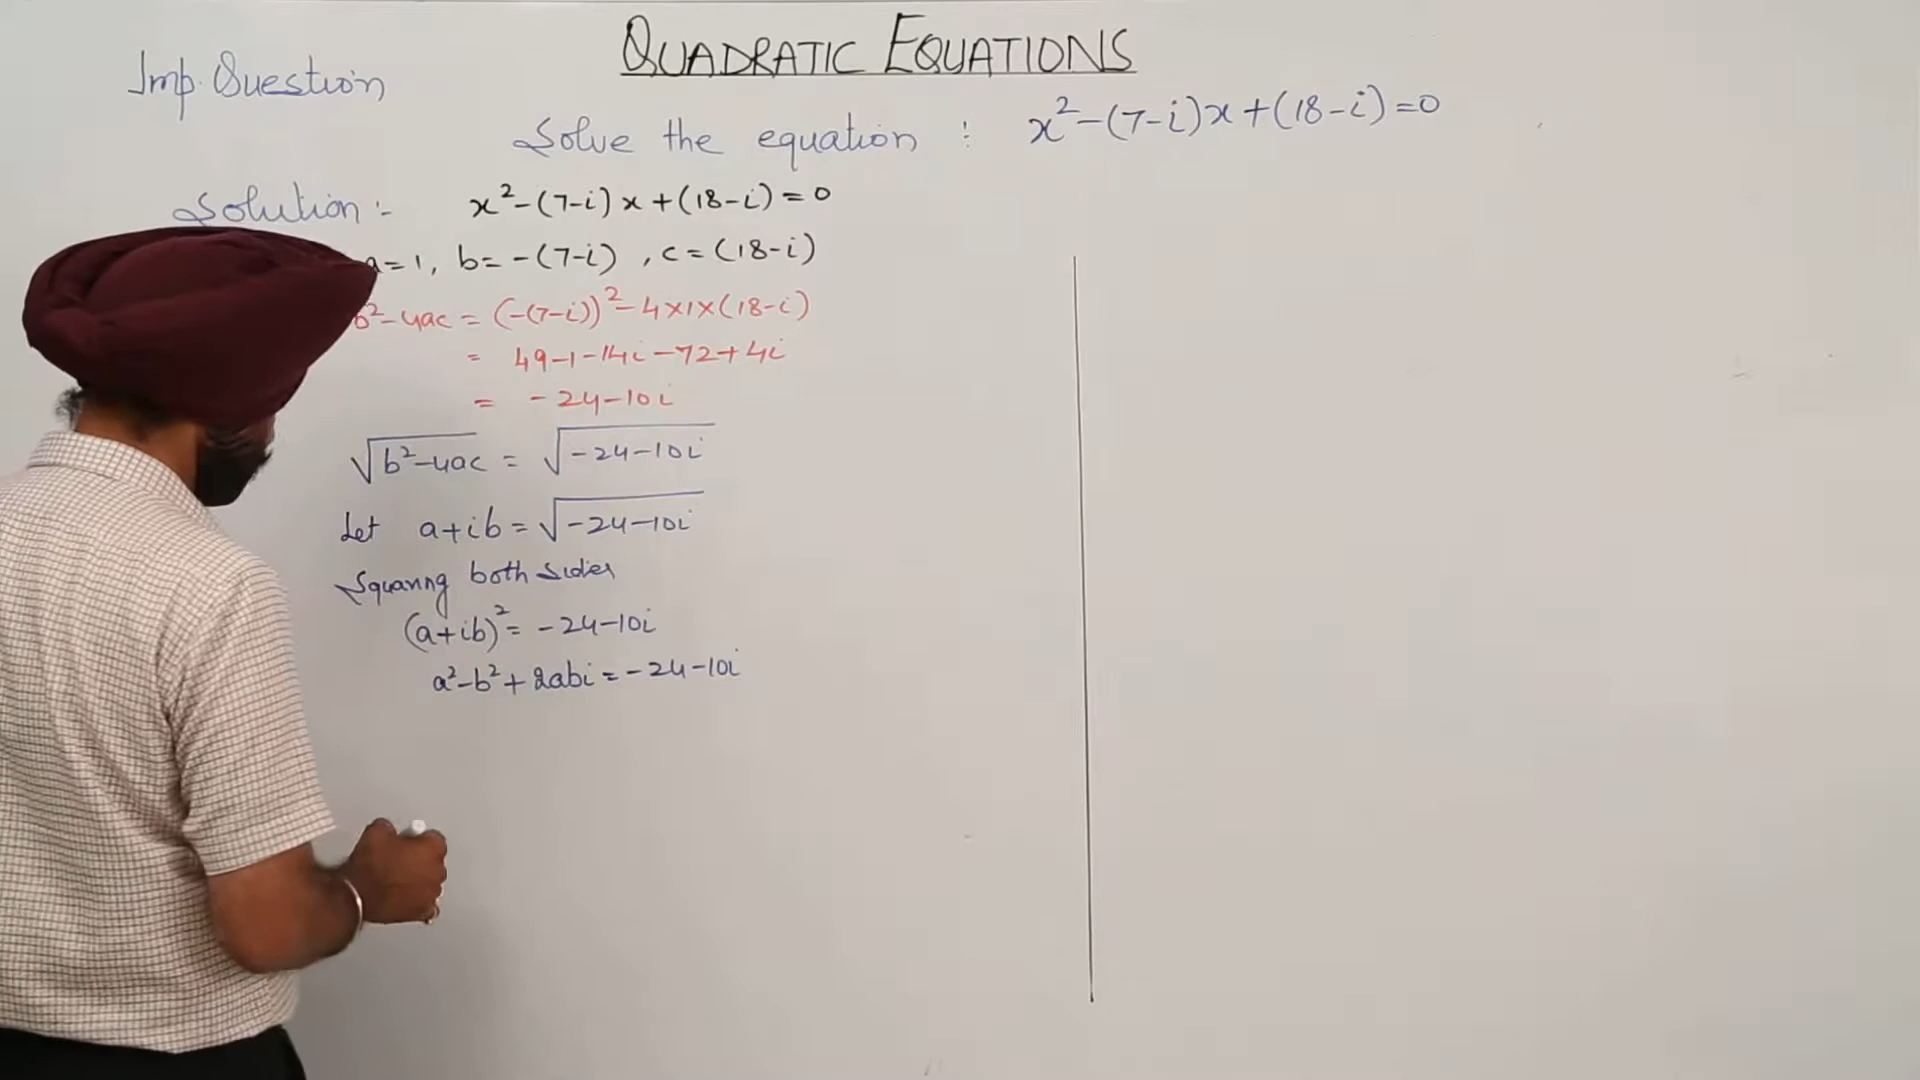 QUADRATIC EQUATIONS
Imp. Question
Solve the equation : x²-(7-i)x+(18-i)=0
Solution:- x²-(7-i)x+(18-i)=0
a=1, b=-(7-i) , c=(18-i)
b²-4ac = (-(7-i))²-4×1×(18-i)
= 49-1-14i-72+4i
= -24-10i
√b²-4ac = √-24-10i
Let a+ib=√-24-10i
Squaring both sides
(a+ib)²=-24-10i
a²-b²+2abi=-24-10i